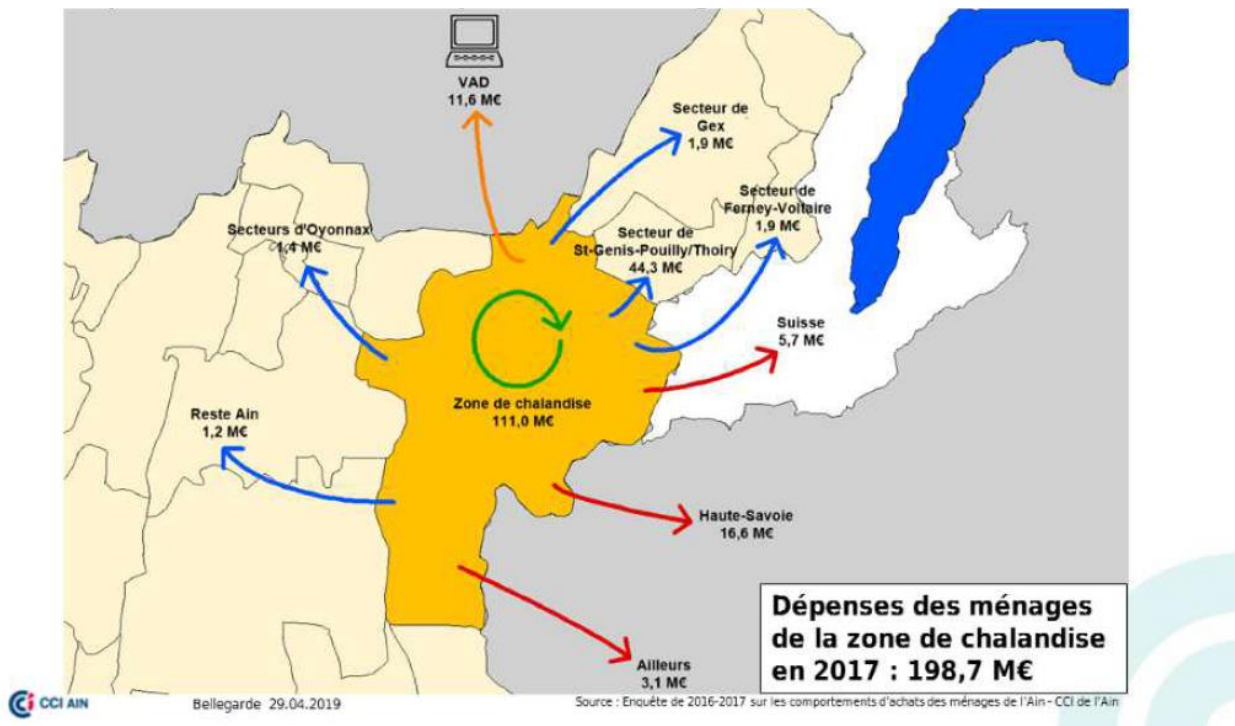 VAD
11,6 M€
Secteur de
Gex
1,9 M€
Secteur de
Ferney-Voltaire
1,9 M€
Secteurs d'Oyonnax
1,4 M€
Secteur de
St-Genis-Pouilly/Thoiry
44,3 M€
Suisse
5,7 M€
Zone de chalandise
111,0 M€
Reste Ain
1,2 M€
Haute-Savoie
16,6 M€
Dépenses des ménages
de la zone de chalandise
en 2017 : 198,7 M€
Ailleurs
3,1 M€
CCI AIN
Bellegarde 29.04.2019
Source : Enquête de 2016-2017 sur les comportements d'achats des ménages de l'Ain - CCI de l'Ain